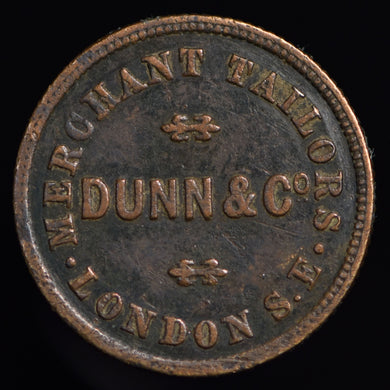 MERCHANT TAILORS
DUNN & Co
· LONDON S.E. ·